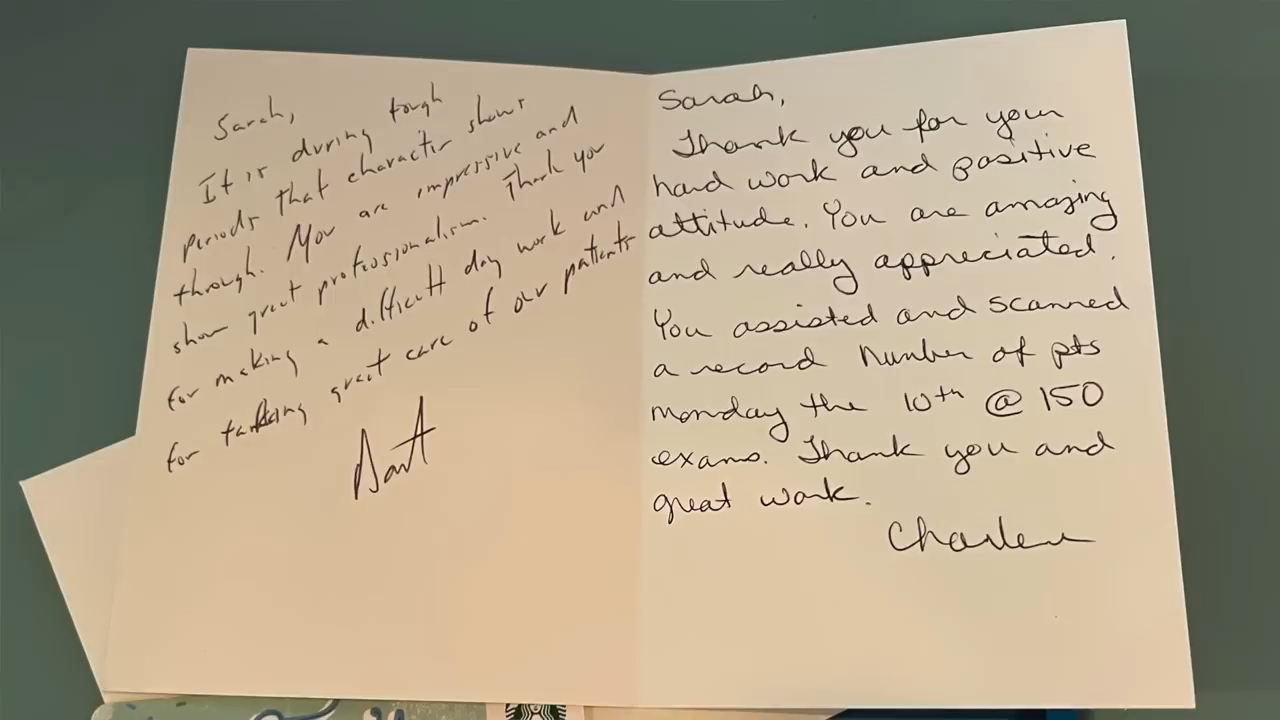 Sarah,
It is during tough
periods that character shows
through. You are impressive and
show great professionalism. Thank you
for making a difficult day work and
for taking great care of our patients
Sarah,
Thank you for your
hard work and positive
attitude. You are amazing
and really appreciated.
You assisted and scanned
a record number of pts
Monday the 10th @ 150
exams. Thank you and
great work.
Charlene